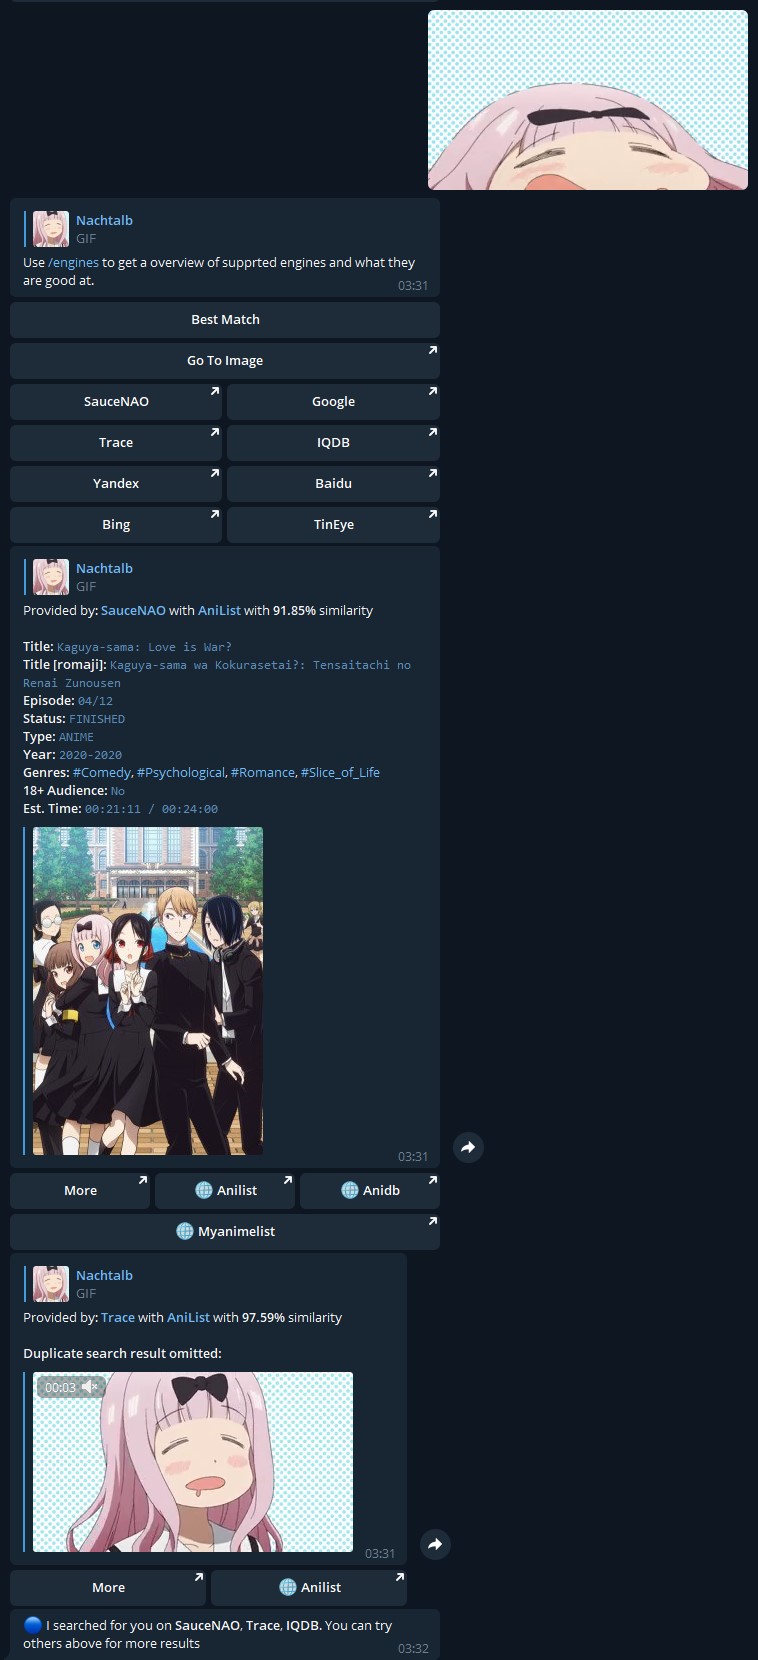 Nachtalb
GIF
Use /engines to get a overview of supprted engines and what they
are good at.
03:31
Best Match
Go To Image
SauceNAO
Google
Trace
IQDB
Yandex
Baidu
Bing
TinEye
Nachtalb
GIF
Provided by: SauceNAO with AniList with 91.85% similarity
Title: Kaguya-sama: Love is War?
Title [romaji]: Kaguya-sama wa Kokurasetai?: Tensaitachi no
Renai Zunousen
Episode: 04/12
Status: FINISHED
Type: ANIME
Year: 2020-2020
Genres: #Comedy, #Psychological, #Romance, #Slice_of_Life
18+ Audience: No
Est. Time: 00:21:11 / 00:24:00
03:31
More
Anilist
Anidb
Myanimelist
Nachtalb
GIF
Provided by: Trace with AniList with 97.59% similarity
Duplicate search result omitted:
00:03
03:31
More
Anilist
I searched for you on SauceNAO, Trace, IQDB. You can try
others above for more results
03:32